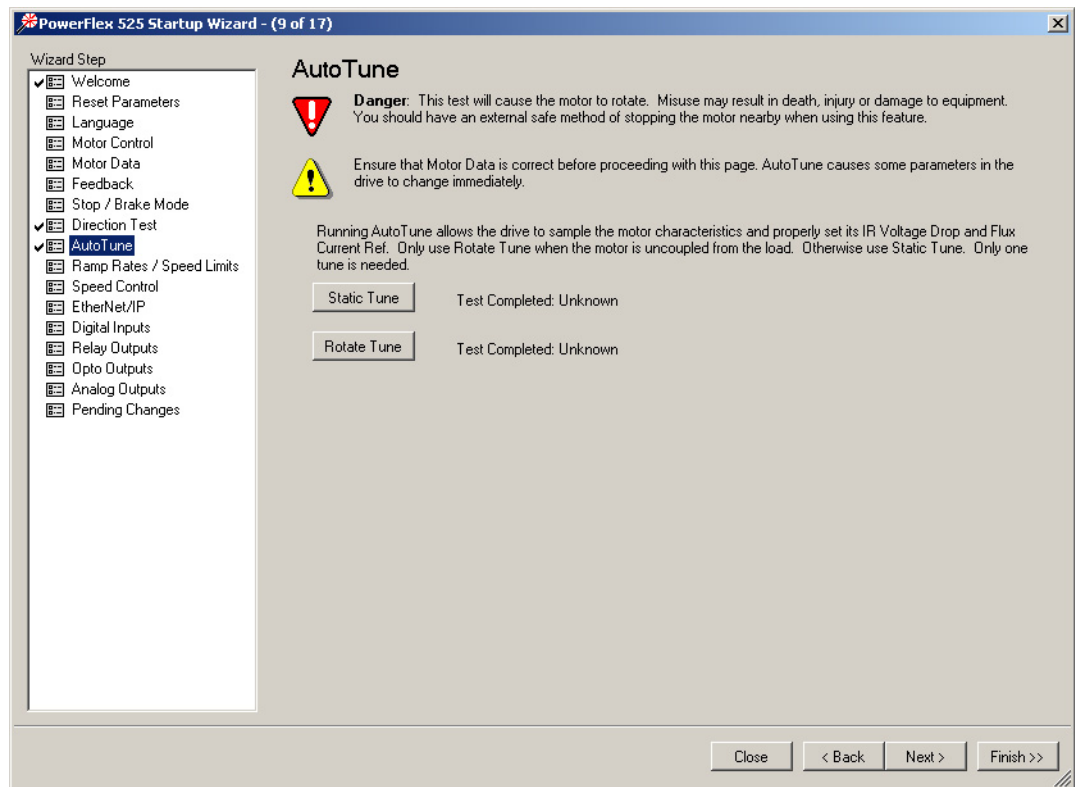 PowerFlex 525 Startup Wizard - (9 of 17)
Wizard Step
Welcome
Reset Parameters
Language
Motor Control
Motor Data
Feedback
Stop / Brake Mode
Direction Test
AutoTune
Ramp Rates / Speed Limits
Speed Control
EtherNet/IP
Digital Inputs
Relay Outputs
Opto Outputs
Analog Outputs
Pending Changes
AutoTune
Danger: This test will cause the motor to rotate. Misuse may result in death, injury or damage to equipment.
You should have an external safe method of stopping the motor nearby when using this feature.
Ensure that Motor Data is correct before proceeding with this page. AutoTune causes some parameters in the
drive to change immediately.
Running AutoTune allows the drive to sample the motor characteristics and properly set its IR Voltage Drop and Flux
Current Ref. Only use Rotate Tune when the motor is uncoupled from the load. Otherwise use Static Tune. Only one
tune is needed.
Static Tune Test Completed: Unknown
Rotate Tune Test Completed: Unknown
Close < Back Next > Finish >>